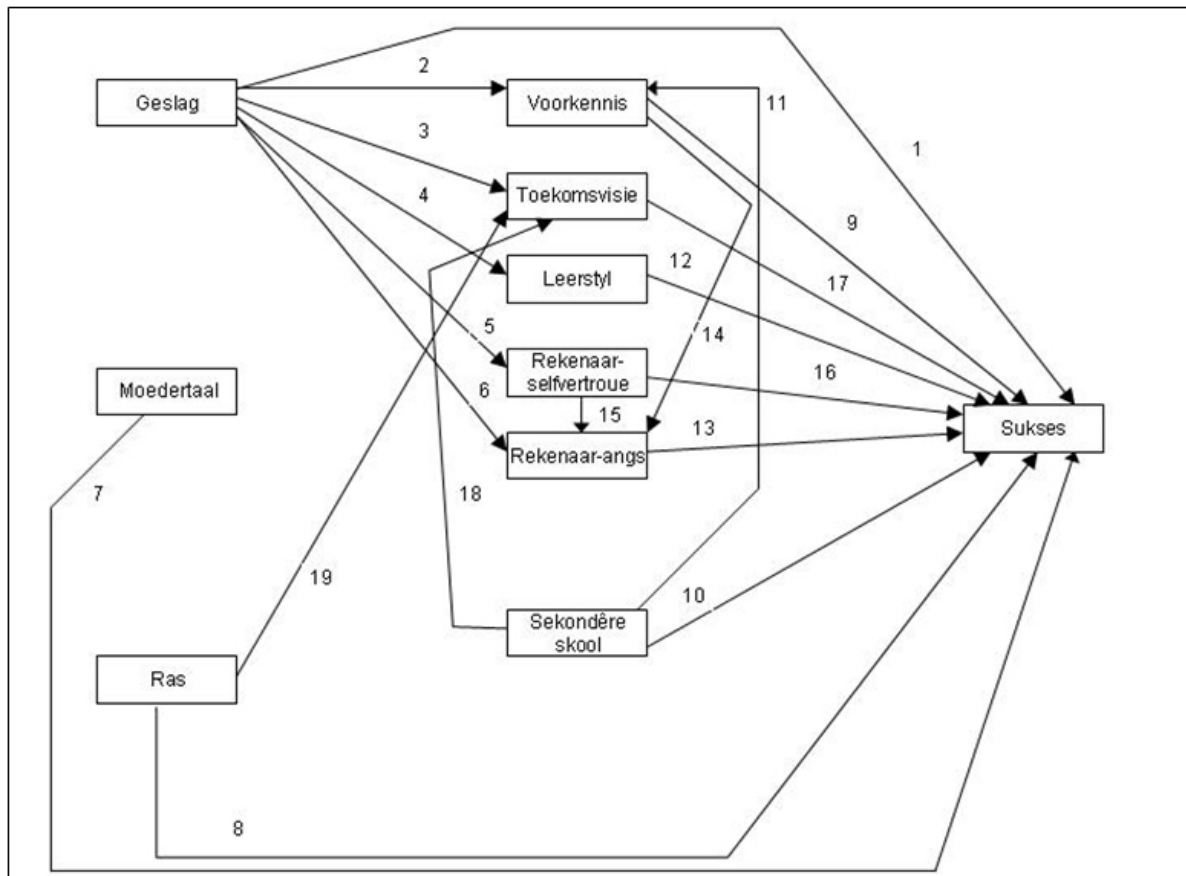 2
11
Geslag
Voorkennis
3
1
Toekomsvisie
4
9
12
17
Leerstyl
5
14
Rekenaar-
selfvertroue
16
Moedertaal
6
15
13
Sukses
Rekenaar-angs
7
18
19
10
Sekondêre
skool
Ras
8